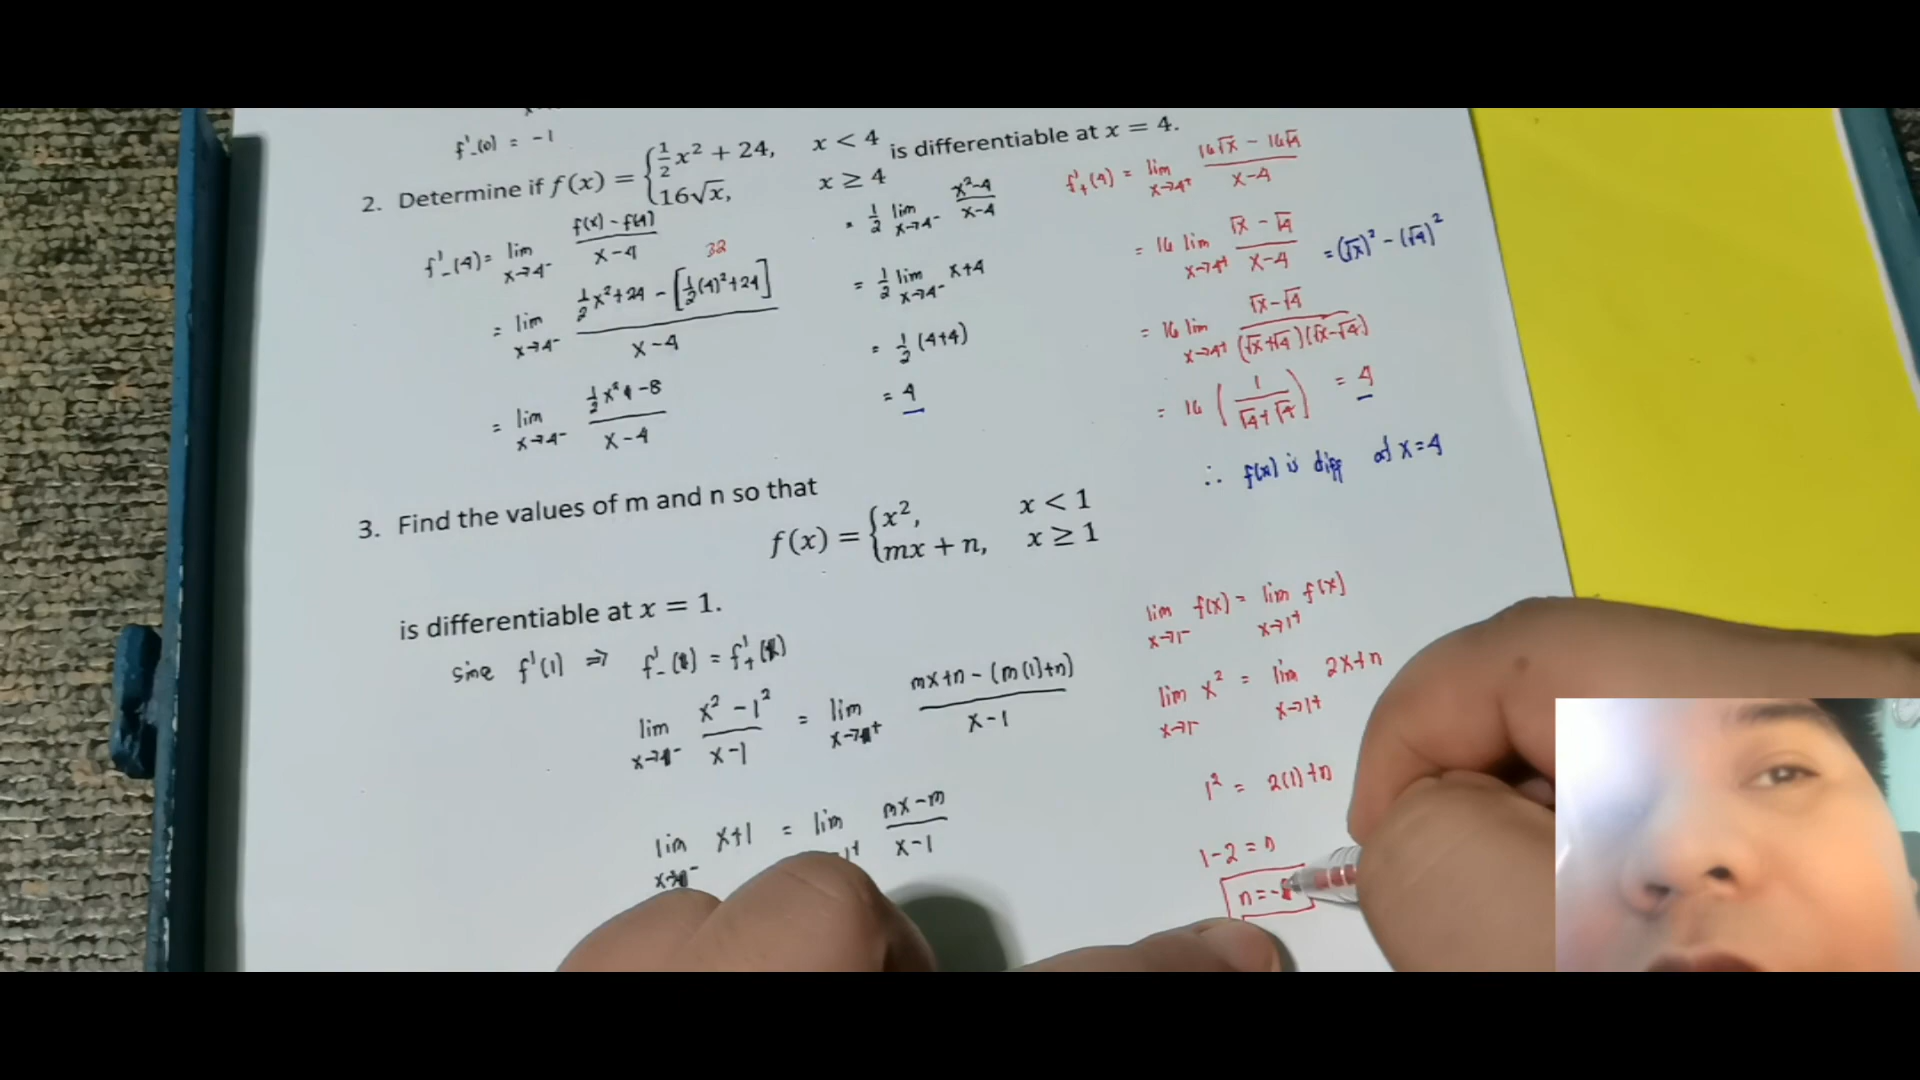 f'₋(0) = -1
2. Determine if f(x) = { ½x² + 24, x < 4
16√x, x ≥ 4 is differentiable at x = 4.
f'₋(4) = lim x→4⁻ (f(x) - f(4))/(x-4)
= lim x→4⁻ (½x²+24 - [½(4)²+24])/(x-4)
32
= lim x→4⁻ (½x² -8)/(x-4)
= ½ lim x→4⁻ (x²-4)/(x-4)
= ½ lim x→4⁻ x+4
= ½ (4+4)
= 4
f'₊(4) = lim x→4⁺ (16√x - 16√4)/(x-4)
= 16 lim x→4⁺ (√x - √4)/(x-4) = (√x)² - (√4)²
= 16 lim x→4⁺ (√x-√4)/((√x+√4)(√x-√4))
= 16 (1/(√4+√4)) = 4
∴ f(x) is diff at x=4
3. Find the values of m and n so that
f(x) = { x², x < 1
mx + n, x ≥ 1
is differentiable at x = 1.
Sine f'(1) ⇒ f'₋(1) = f'₊(1)
lim x→1⁻ (x² - 1²)/(x-1) = lim x→1⁺ (mx+n - (m(1)+n))/(x-1)
lim x+1 = lim (mx-m)/(x-1)
lim x→1⁻ f(x) = lim x→1⁺ f(x)
lim x→1⁻ x² = lim x→1⁺ 2x+n
1² = 2(1)+n
1-2 = n
n = -1